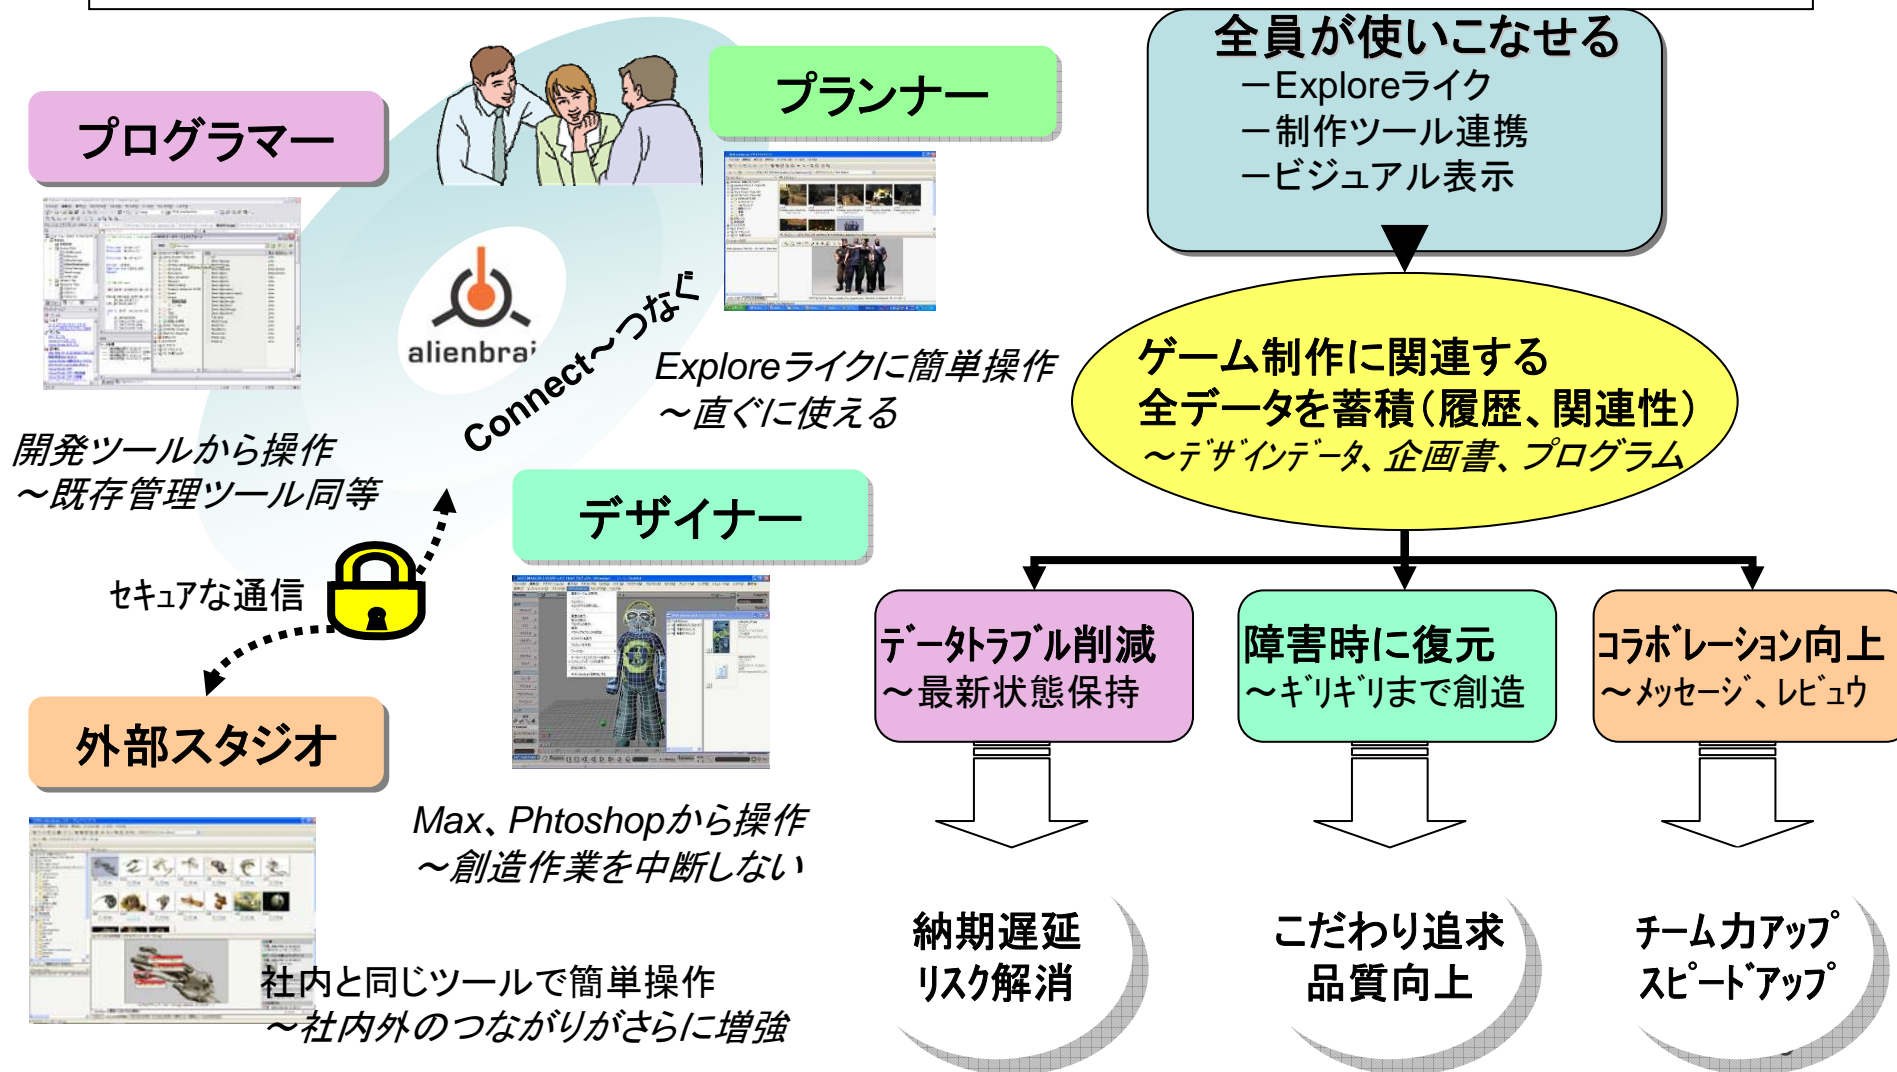 プログラマー
開発ツールから操作
～既存管理ツール同等
プランナー
Exploreライクに簡単操作
～直ぐに使える
alienbrai
Connect～つなぐ
セキュアな通信
外部スタジオ
社内と同じツールで簡単操作
～社内外のつながりがさらに増強
デザイナー
Max、Phtoshopから操作
～創造作業を中断しない
全員が使いこなせる
－Exploreライク
－制作ツール連携
－ビジュアル表示
ゲーム制作に関連する
全データを蓄積（履歴、関連性）
～ﾃﾞｻﾞｲﾝﾃﾞｰﾀ、企画書、プログラム
ﾃﾞｰﾀﾄﾗﾌﾞﾙ削減
～最新状態保持
障害時に復元
～ｷﾞﾘｷﾞﾘまで創造
ｺﾗﾎﾞﾚｰｼｮﾝ向上
～ﾒｯｾｰｼﾞ、ﾚﾋﾞｭｳ
納期遅延
ﾘｽｸ解消
こだわり追求
品質向上
ﾁｰﾑ力ｱｯﾌﾟ
ｽﾋﾟｰﾄﾞｱｯﾌﾟ